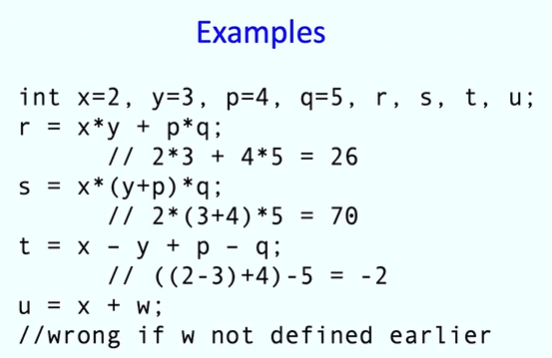 Examples
int x=2, y=3, p=4, q=5, r, s, t, u;
r = x*y + p*q;
// 2*3 + 4*5 = 26
s = x*(y+p)*q;
// 2*(3+4)*5 = 70
t = x - y + p - q;
// ((2-3)+4)-5 = -2
u = x + w;
//wrong if w not defined earlier